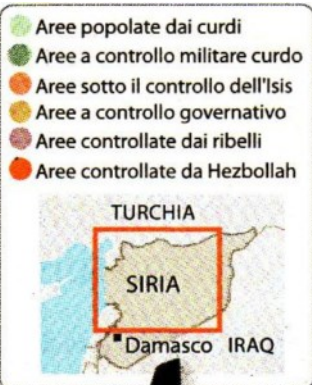 Aree popolate dai curdi
Aree a controllo militare curdo
Aree sotto il controllo dell'Isis
Aree a controllo governativo
Aree controllate dai ribelli
Aree controllate da Hezbollah
TURCHIA
SIRIA
Damasco IRAQ